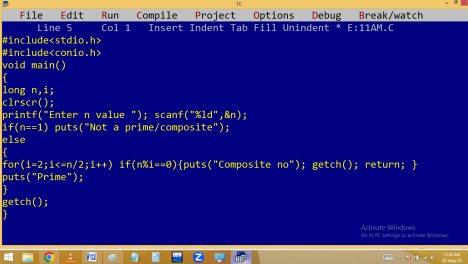 TC
File Edit Run Compile Project Options Debug Break/watch
Line 5 Col 1 Insert Indent Tab Fill Unindent * E:11AM.C
#include<stdio.h>
#include<conio.h>
void main()
{
long n,i;
clrscr();
printf("Enter n value "); scanf("%ld",&n);
if(n==1) puts("Not a prime/composite");
else
{
for(i=2;i<=n/2;i++) if(n%i==0){puts("Composite no"); getch(); return; }
puts("Prime");
}
getch();
}
Activate Windows
Go to PC settings to activate Windows.